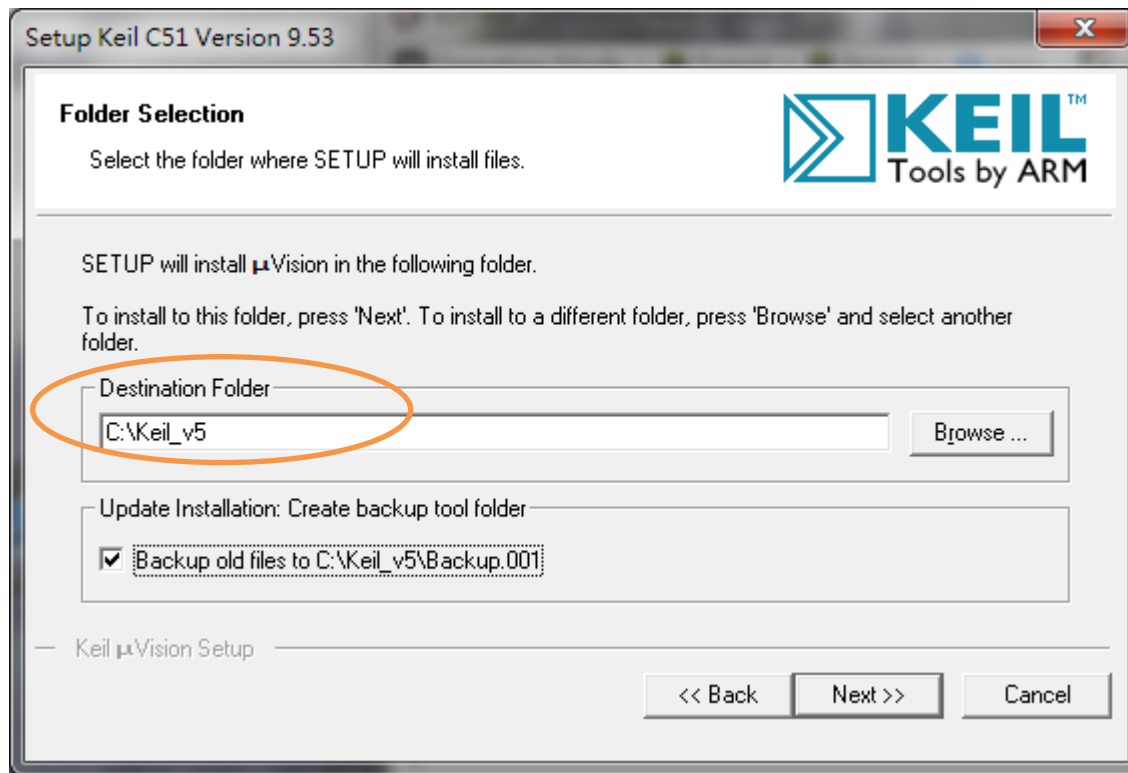 Setup Keil C51 Version 9.53
Folder Selection
Select the folder where SETUP will install files.
KEIL™
Tools by ARM
SETUP will install µVision in the following folder.
To install to this folder, press 'Next'. To install to a different folder, press 'Browse' and select another
folder.
Destination Folder
C:\Keil_v5
Browse ...
Update Installation: Create backup tool folder
Backup old files to C:\Keil_v5\Backup.001
Keil µVision Setup
<< Back
Next >>
Cancel